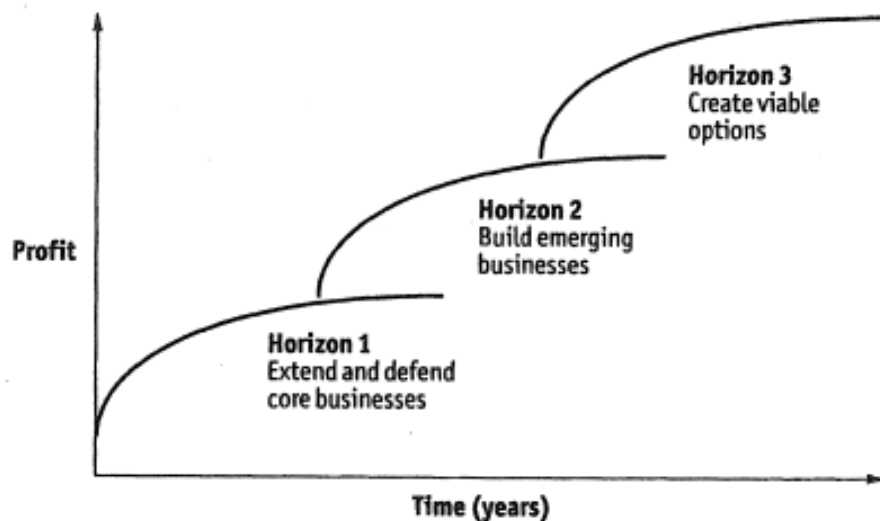 Horizon 3
Create viable
options
Horizon 2
Build emerging
businesses
Profit
Horizon 1
Extend and defend
core businesses
Time (years)